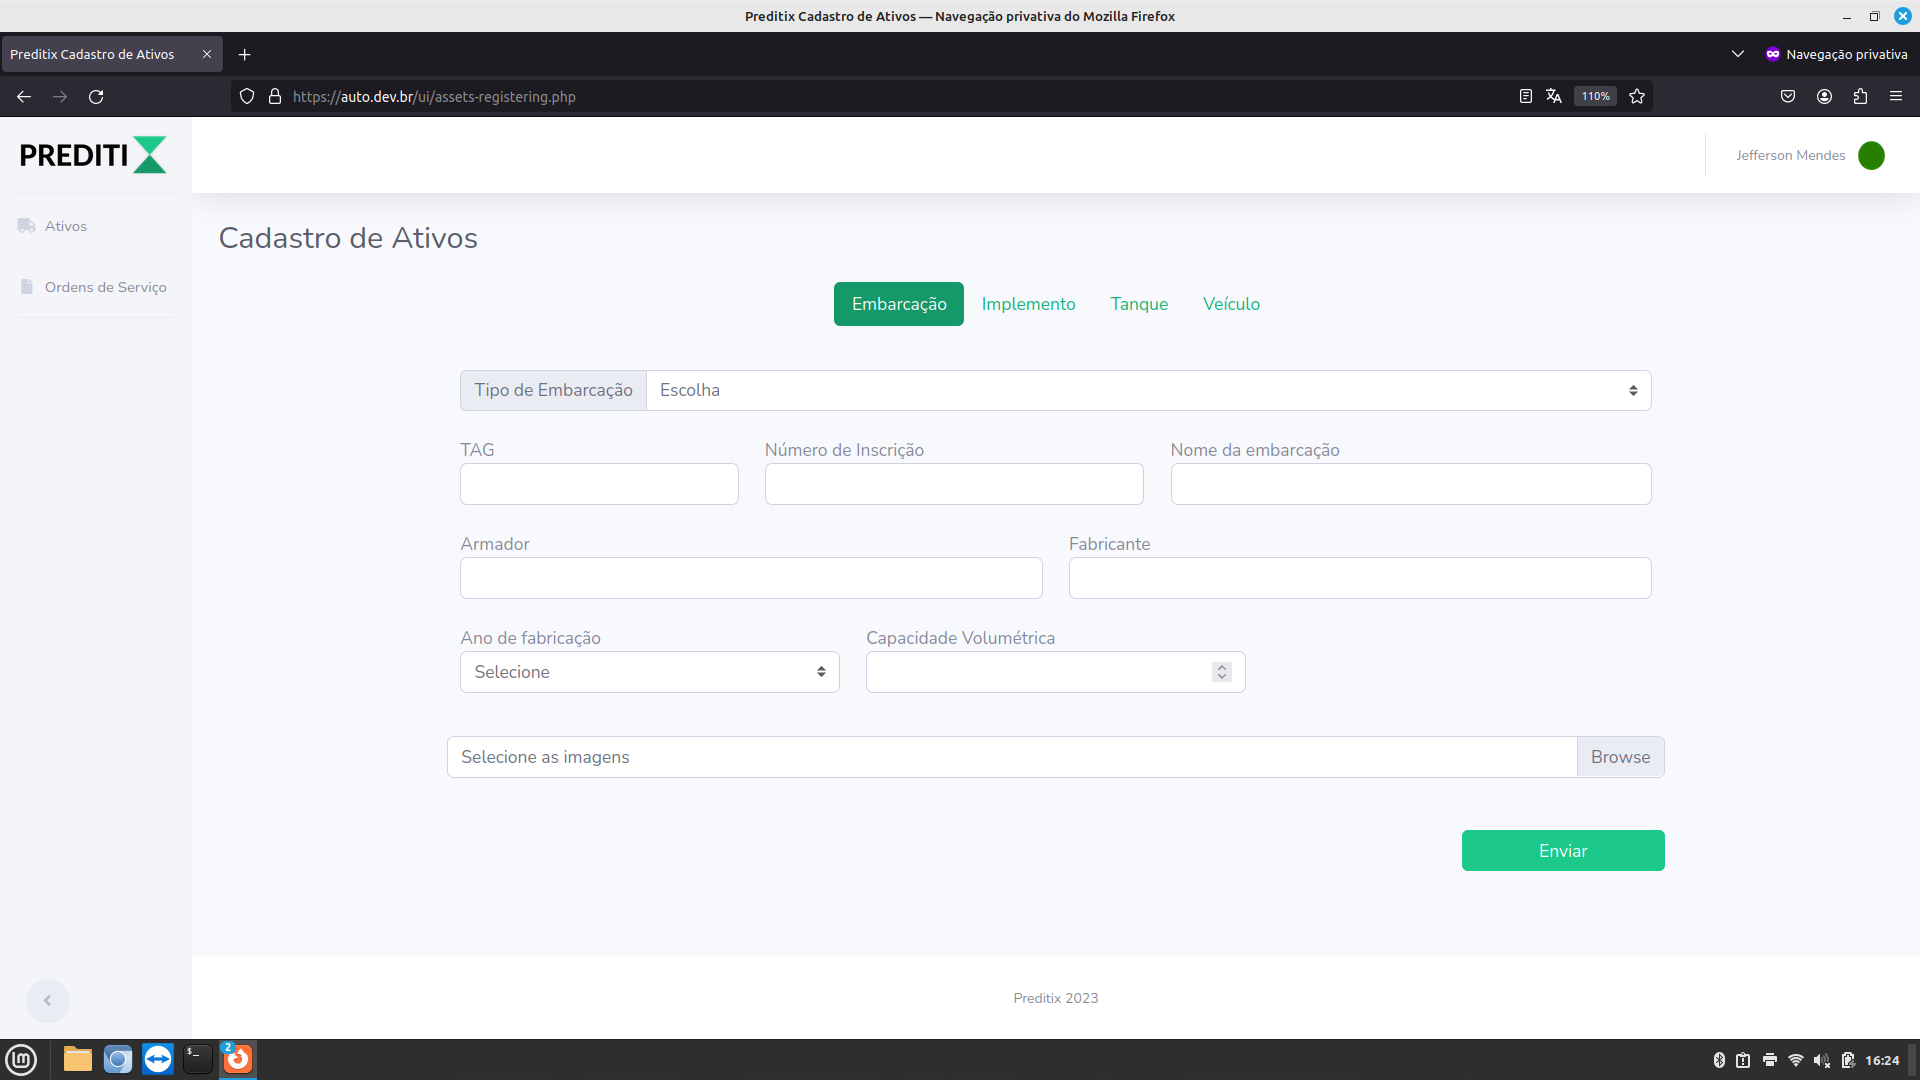 Preditix Cadastro de Ativos — Navegação privativa do Mozilla Firefox
Preditix Cadastro de Ativos
Navegação privativa
https://auto.dev.br/ui/assets-registering.php
110%
PREDITI
Jefferson Mendes
Ativos
Ordens de Serviço
Cadastro de Ativos
Embarcação Implemento Tanque Veículo
Tipo de Embarcação Escolha
TAG Número de Inscrição Nome da embarcação
Armador Fabricante
Ano de fabricação Capacidade Volumétrica
Selecione
Selecione as imagens Browse
Enviar
Preditix 2023
2
16:24